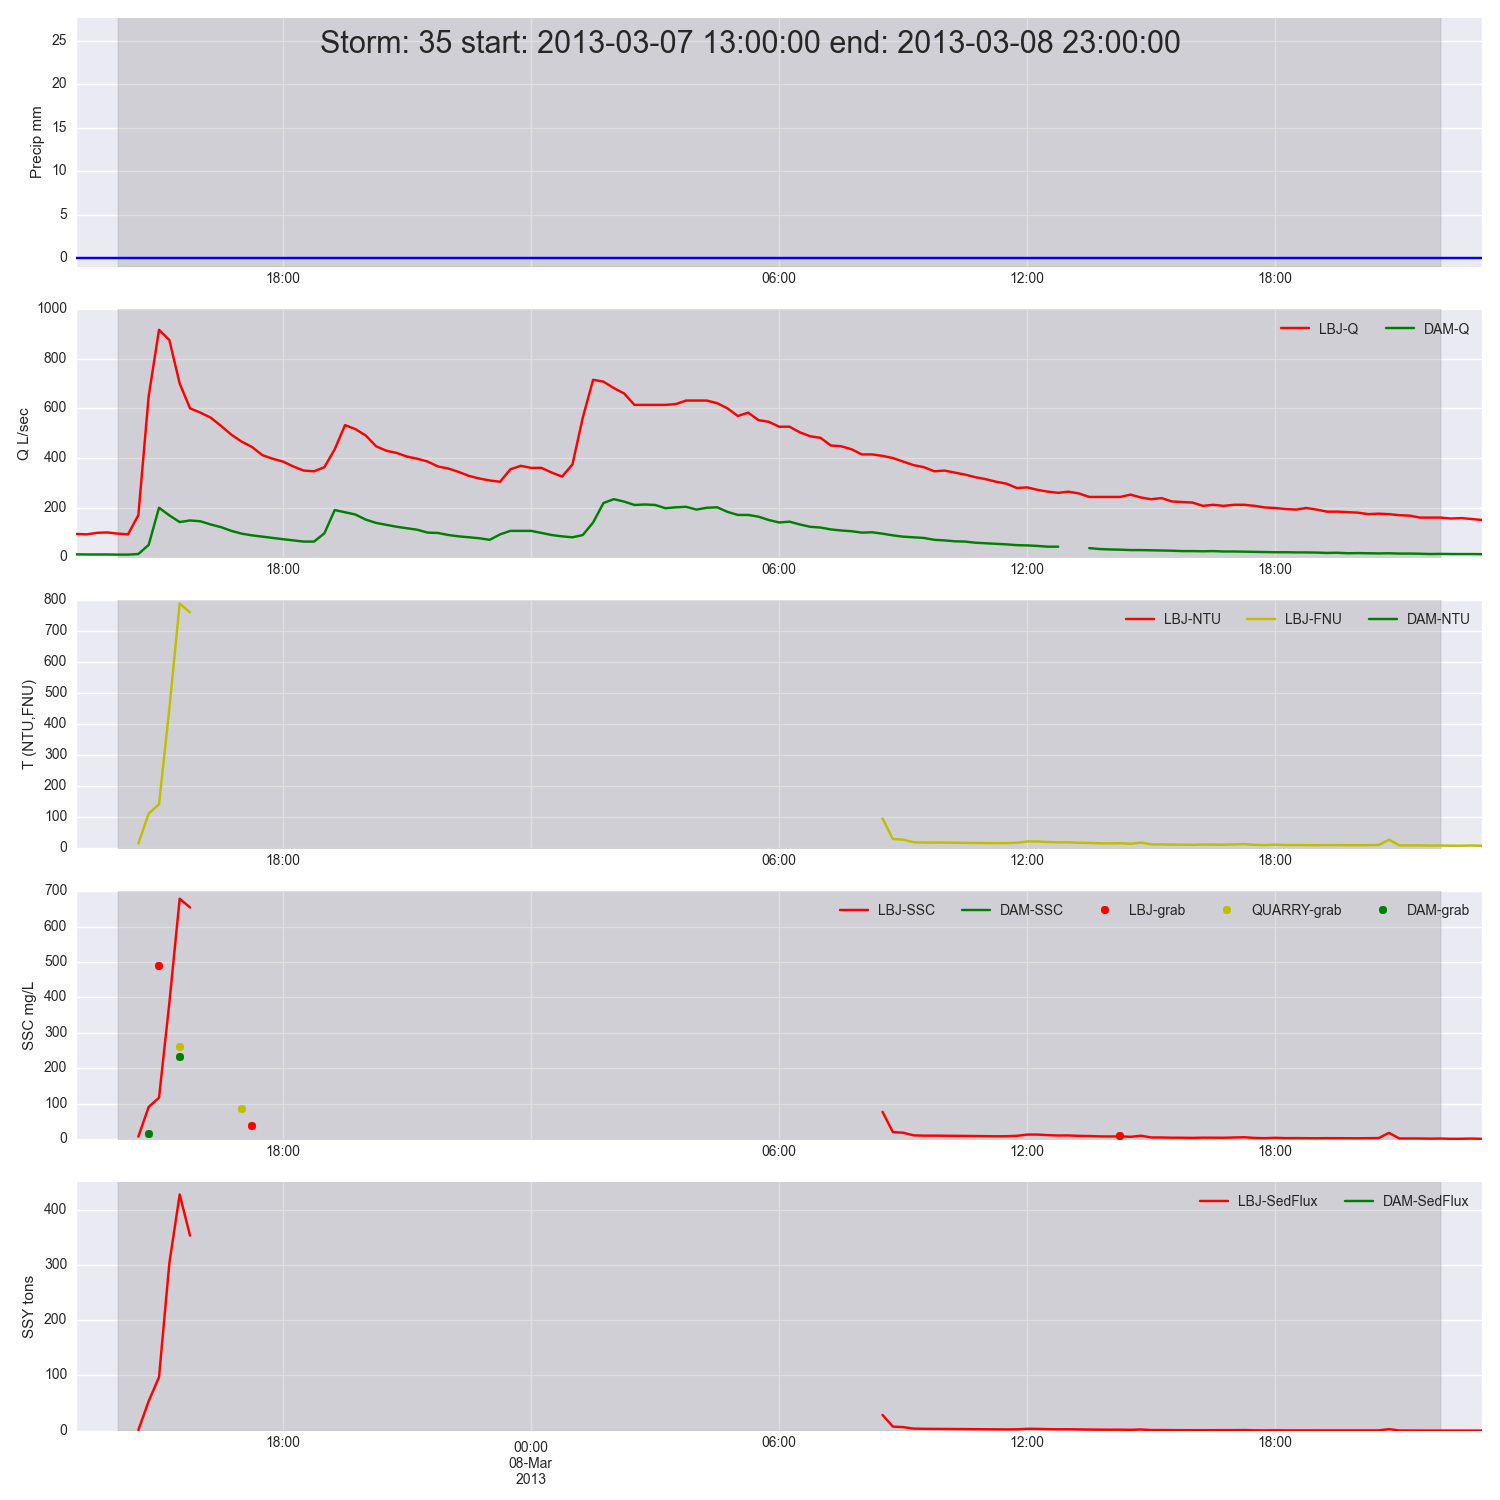 Storm: 35 start: 2013-03-07 13:00:00 end: 2013-03-08 23:00:00
Precip mm
25
20
15
10
5
0
18:00 06:00 12:00 18:00
Q L/sec
1000
800
600
400
200
0
LBJ-Q DAM-Q
18:00 06:00 12:00 18:00
T (NTU,FNU)
800
700
600
500
400
300
200
100
0
LBJ-NTU LBJ-FNU DAM-NTU
18:00 06:00 12:00 18:00
SSC mg/L
700
600
500
400
300
200
100
0
LBJ-SSC DAM-SSC LBJ-grab QUARRY-grab DAM-grab
18:00 06:00 12:00 18:00
SSY tons
400
300
200
100
0
LBJ-SedFlux DAM-SedFlux
18:00 00:00 06:00 12:00 18:00
08-Mar
2013